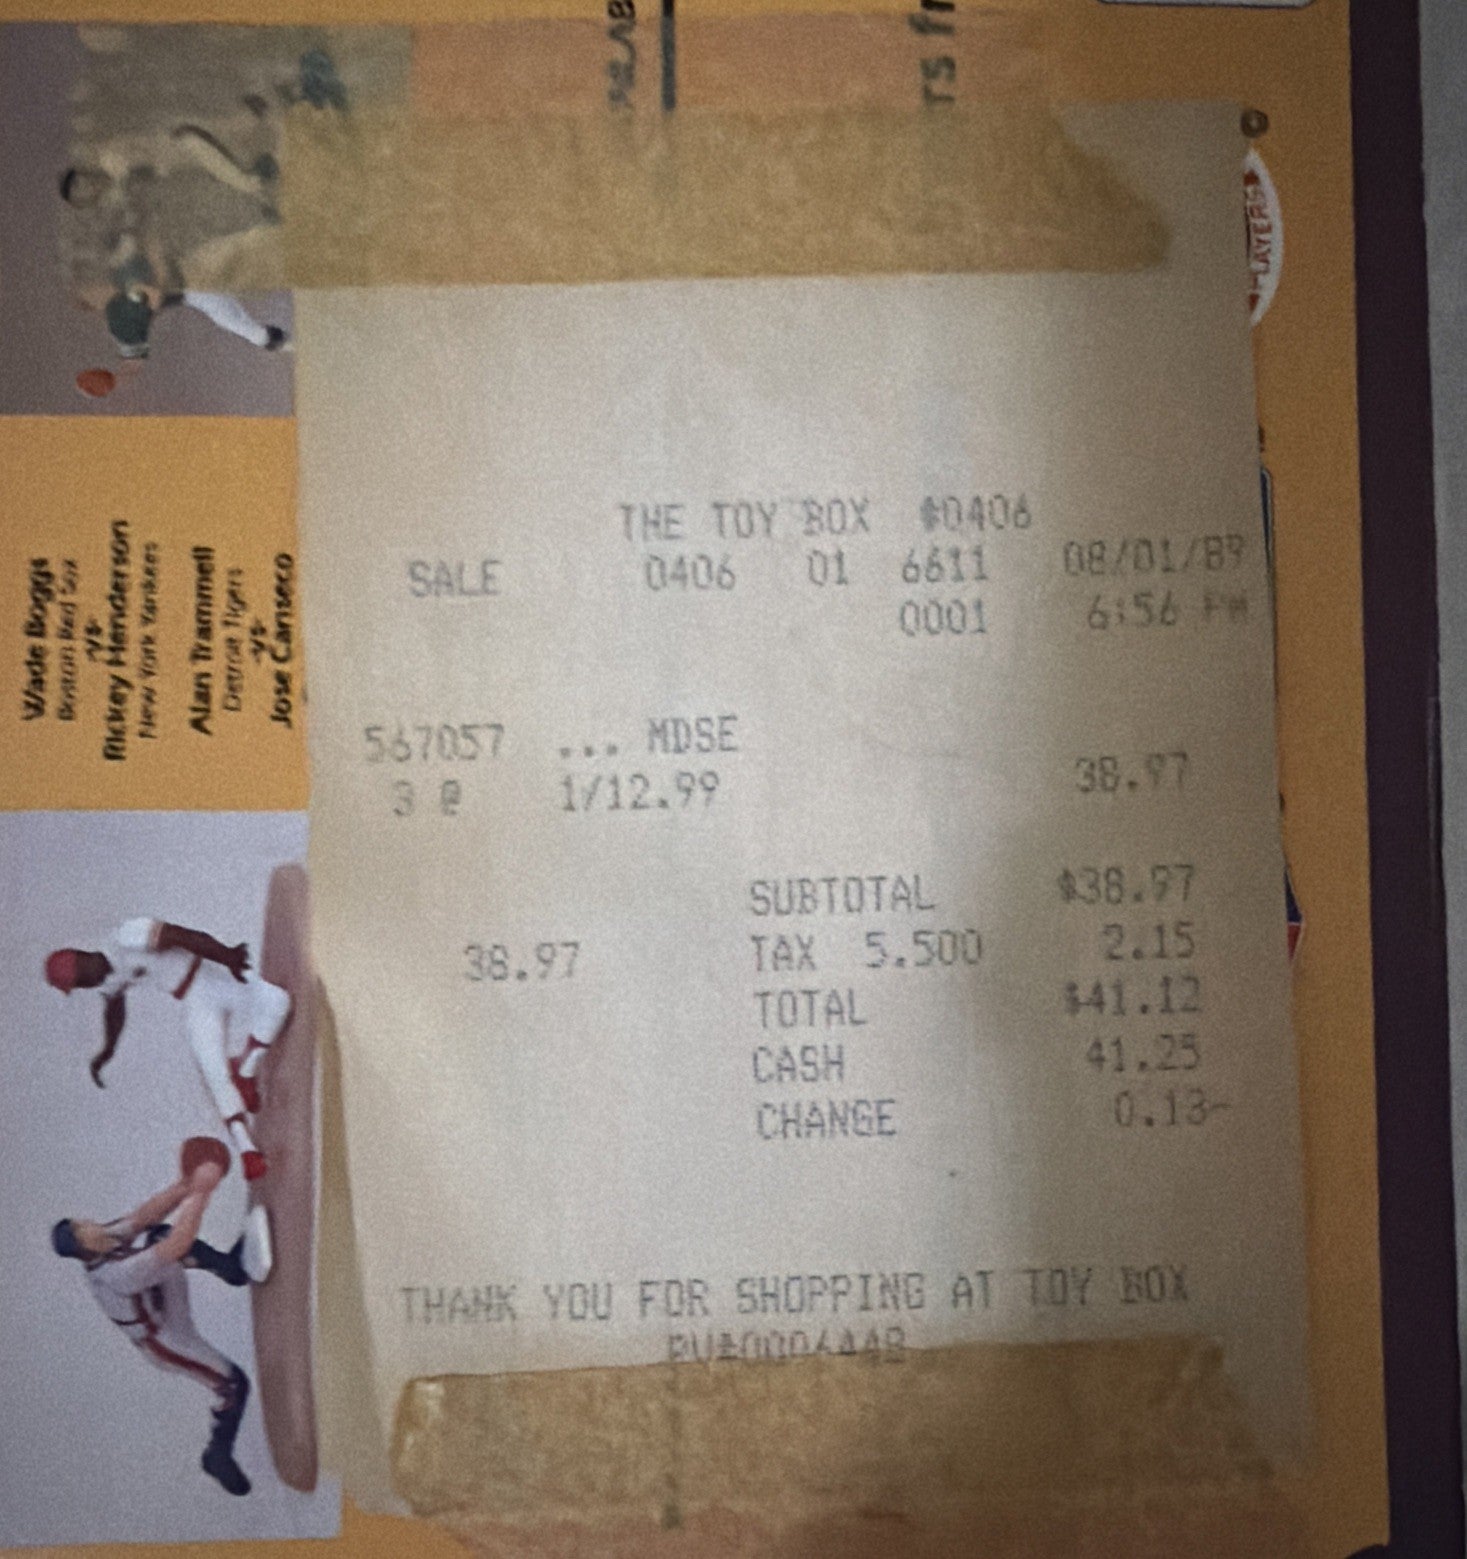 THE TOY BOX #0406
SALE 0406 01 6611 08/01/89
0001 6:56 PM
567057 ... MDSE
3 @ 1/12.99 38.97
SUBTOTAL $38.97
38.97 TAX 5.500 2.15
TOTAL $41.12
CASH 41.25
CHANGE 0.13-
THANK YOU FOR SHOPPING AT TOY BOX
Wade Boggs
Boston Red Sox
-vs-
Rickey Henderson
New York Yankees
Alan Trammell
Detroit Tigers
-vs-
Jose Canseco
PLAYERS